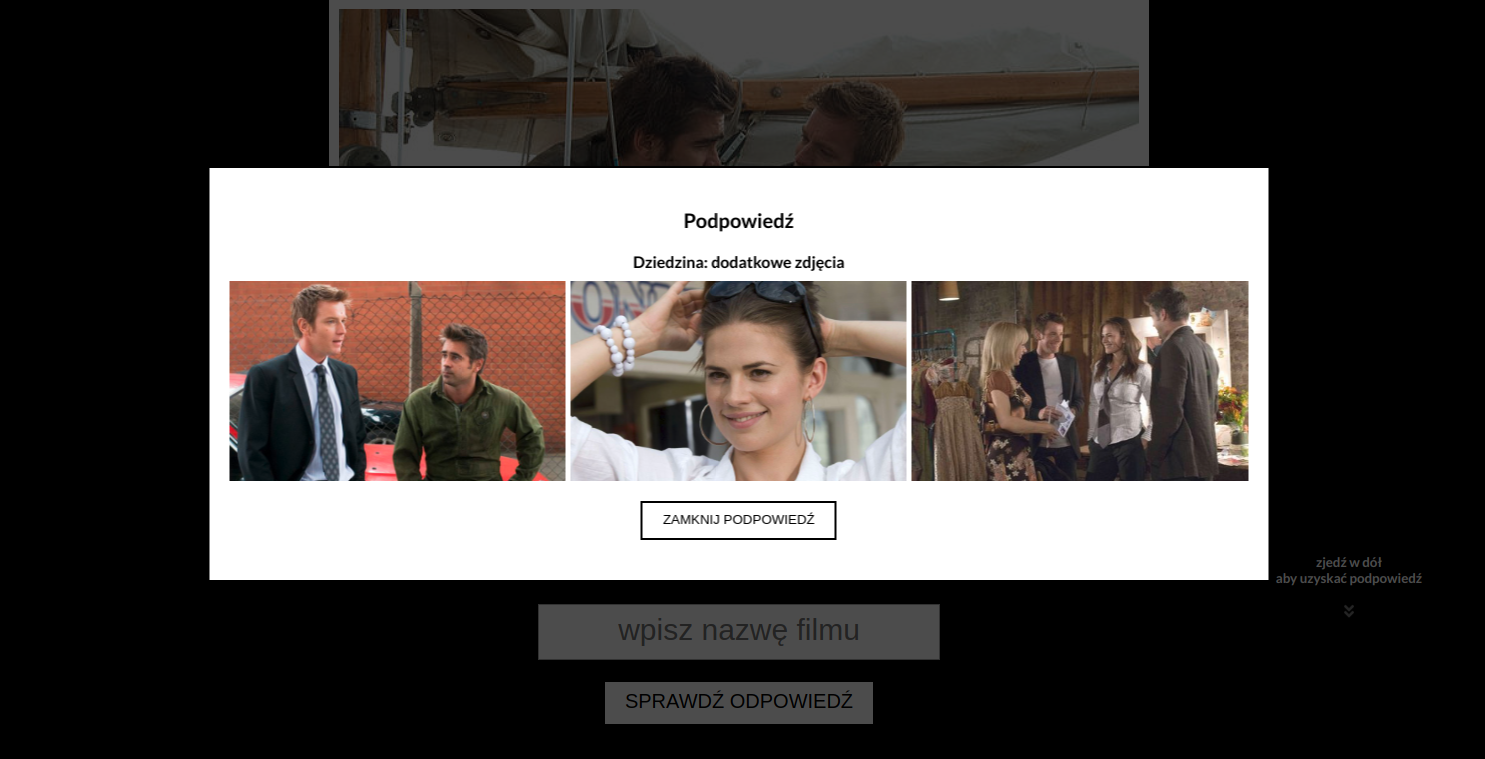 Podpowiedź
Dziedzina: dodatkowe zdjęcia
ZAMKNIJ PODPOWIEDŹ
zjedź w dół
aby uzyskać podpowiedź
wpisz nazwę filmu
SPRAWDŹ ODPOWIEDŹ